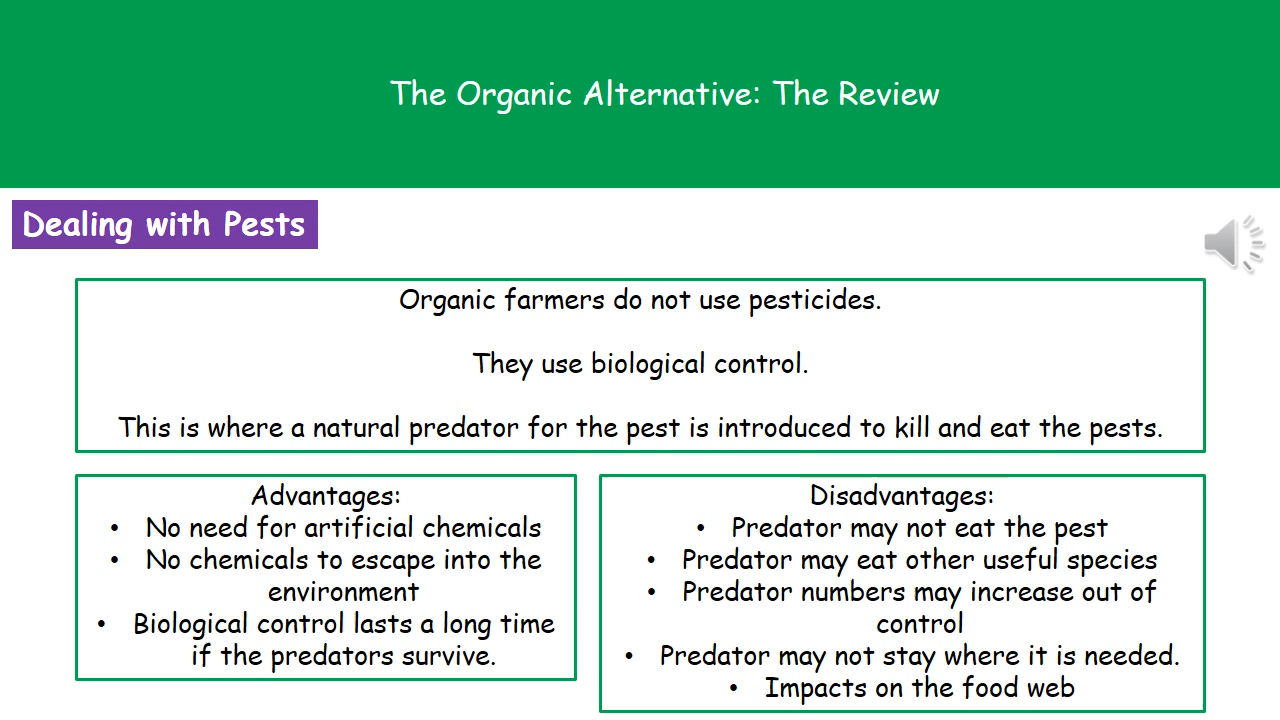 The Organic Alternative: The Review
Dealing with Pests
Organic farmers do not use pesticides.
They use biological control.
This is where a natural predator for the pest is introduced to kill and eat the pests.
Advantages:
• No need for artificial chemicals
• No chemicals to escape into the
environment
• Biological control lasts a long time
if the predators survive.
Disadvantages:
• Predator may not eat the pest
• Predator may eat other useful species
• Predator numbers may increase out of
control
• Predator may not stay where it is needed.
• Impacts on the food web